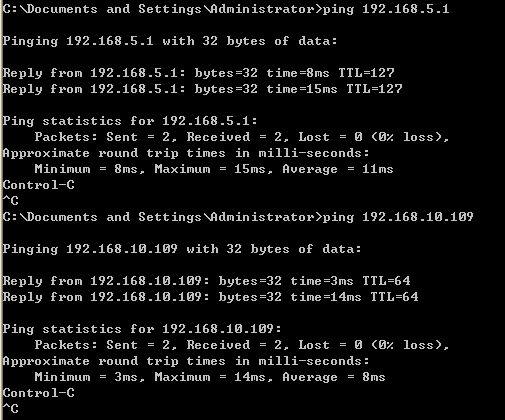 C:\Documents and Settings\Administrator>ping 192.168.5.1
Pinging 192.168.5.1 with 32 bytes of data:
Reply from 192.168.5.1: bytes=32 time=8ms TTL=127
Reply from 192.168.5.1: bytes=32 time=15ms TTL=127
Ping statistics for 192.168.5.1:
    Packets: Sent = 2, Received = 2, Lost = 0 (0% loss),
Approximate round trip times in milli-seconds:
    Minimum = 8ms, Maximum = 15ms, Average = 11ms
Control-C
^C
C:\Documents and Settings\Administrator>ping 192.168.10.109
Pinging 192.168.10.109 with 32 bytes of data:
Reply from 192.168.10.109: bytes=32 time=3ms TTL=64
Reply from 192.168.10.109: bytes=32 time=14ms TTL=64
Ping statistics for 192.168.10.109:
    Packets: Sent = 2, Received = 2, Lost = 0 (0% loss),
Approximate round trip times in milli-seconds:
    Minimum = 3ms, Maximum = 14ms, Average = 8ms
Control-C
^C